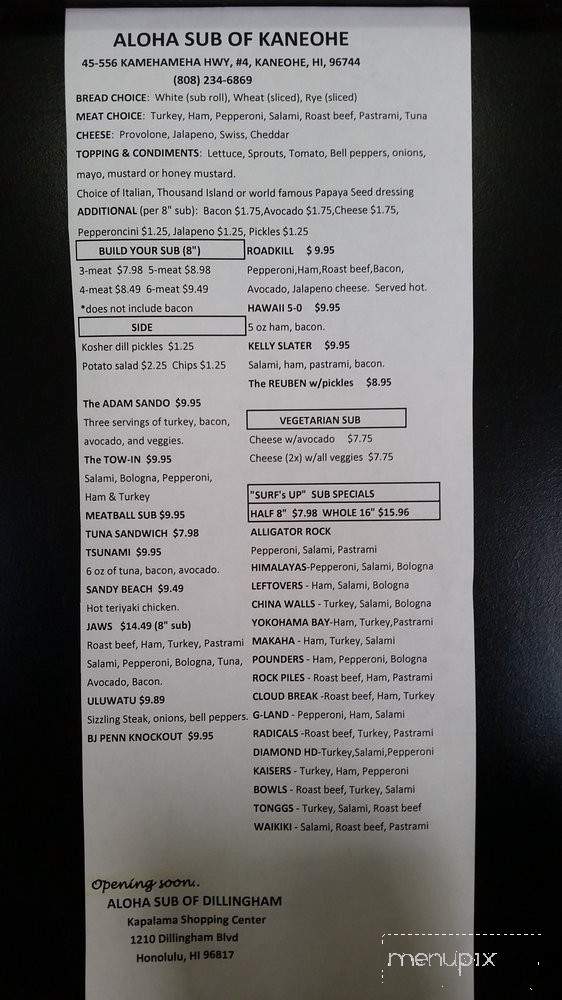 ALOHA SUB OF KANEOHE
45-556 KAMEHAMEHA HWY, #4, KANEOHE, HI, 96744
(808) 234-6869
BREAD CHOICE: White (sub roll), Wheat (sliced), Rye (sliced)
MEAT CHOICE: Turkey, Ham, Pepperoni, Salami, Roast beef, Pastrami, Tuna
CHEESE: Provolone, Jalapeno, Swiss, Cheddar
TOPPING & CONDIMENTS: Lettuce, Sprouts, Tomato, Bell peppers, onions,
mayo, mustard or honey mustard.
Choice of Italian, Thousand Island or world famous Papaya Seed dressing
ADDITIONAL (per 8" sub): Bacon $1.75,Avocado $1.75,Cheese $1.75,
Pepperoncini $1.25, Jalapeno $1.25, Pickles $1.25
BUILD YOUR SUB (8")
3-meat $7.98 5-meat $8.98
4-meat $8.49 6-meat $9.49
*does not include bacon
SIDE
Kosher dill pickles $1.25
Potato salad $2.25 Chips $1.25
The ADAM SANDO $9.95
Three servings of turkey, bacon,
avocado, and veggies.
The TOW-IN $9.95
Salami, Bologna, Pepperoni,
Ham & Turkey
MEATBALL SUB $9.95
TUNA SANDWICH $7.98
TSUNAMI $9.95
6 oz of tuna, bacon, avocado.
SANDY BEACH $9.49
Hot teriyaki chicken.
JAWS $14.49 (8" sub)
Roast beef, Ham, Turkey, Pastrami
Salami, Pepperoni, Bologna, Tuna,
Avocado, Bacon.
ULUWATU $9.89
Sizzling Steak, onions, bell peppers.
BJ PENN KNOCKOUT $9.95
ROADKILL $ 9.95
Pepperoni,Ham,Roast beef,Bacon,
Avocado, Jalapeno cheese. Served hot.
HAWAII 5-0 $9.95
5 oz ham, bacon.
KELLY SLATER $9.95
Salami, ham, pastrami, bacon.
The REUBEN w/pickles $8.95
VEGETARIAN SUB
Cheese w/avocado $7.75
Cheese (2x) w/all veggies $7.75
"SURF's UP" SUB SPECIALS
HALF 8" $7.98 WHOLE 16" $15.96
ALLIGATOR ROCK
Pepperoni, Salami, Pastrami
HIMALAYAS-Pepperoni, Salami, Bologna
LEFTOVERS - Ham, Salami, Bologna
CHINA WALLS - Turkey, Salami, Bologna
YOKOHAMA BAY-Ham, Turkey,Pastrami
MAKAHA - Ham, Turkey, Salami
POUNDERS - Ham, Pepperoni, Bologna
ROCK PILES - Roast beef, Ham, Pastrami
CLOUD BREAK -Roast beef, Ham, Turkey
G-LAND - Pepperoni, Ham, Salami
RADICALS -Roast beef, Turkey, Pastrami
DIAMOND HD-Turkey,Salami,Pepperoni
KAISERS - Turkey, Ham, Pepperoni
BOWLS - Roast beef, Turkey, Salami
TONGGS - Turkey, Salami, Roast beef
WAIKIKI - Salami, Roast beef, Pastrami
Opening soon..
ALOHA SUB OF DILLINGHAM
Kapalama Shopping Center
1210 Dillingham Blvd
Honolulu, HI 96817
menupix